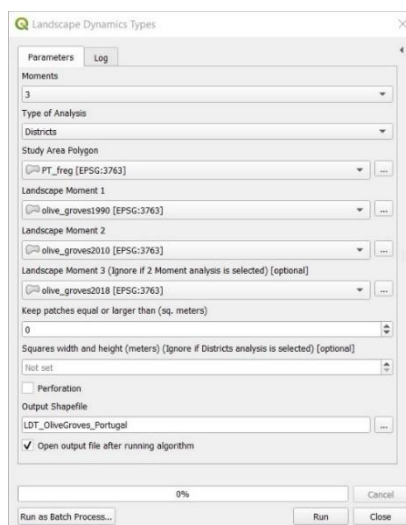 Landscape Dynamics Types
Parameters Log
Moments
3
Type of Analysis
Districts
Study Area Polygon
PT_freg [EPSG:3763]
...
Landscape Moment 1
olive_groves1990 [EPSG:3763]
...
Landscape Moment 2
olive_groves2010 [EPSG:3763]
...
Landscape Moment 3 (Ignore if 2 Moment analysis is selected) [optional]
olive_groves2018 [EPSG:3763]
...
Keep patches equal or larger than (sq. meters)
0
Squares width and height (meters) (Ignore if Districts analysis is selected) [optional]
Not set
Perforation
Output Shapefile
LDT_OliveGroves_Portugal
...
Open output file after running algorithm
0% Cancel
Run as Batch Process... Run Close